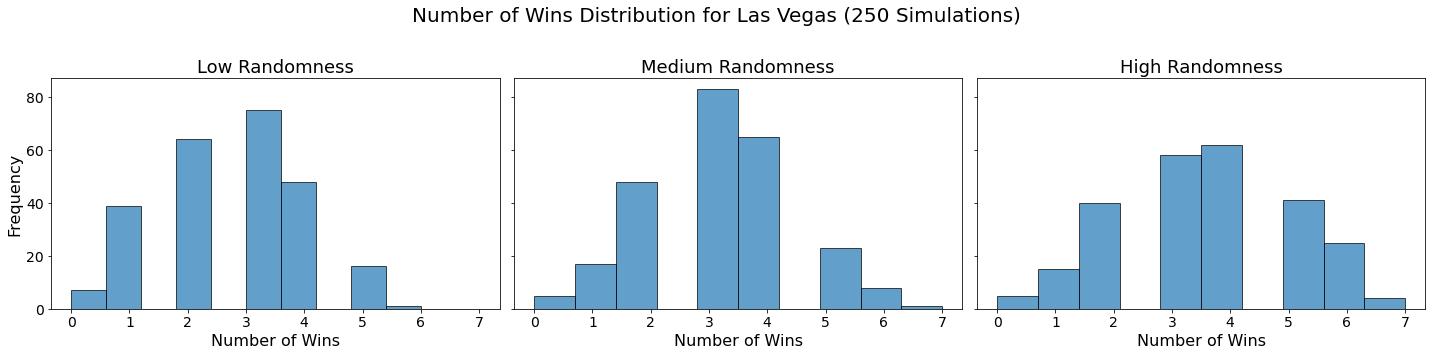 Number of Wins Distribution for Las Vegas (250 Simulations)
Low Randomness
Medium Randomness
High Randomness
Frequency
80
60
40
20
0
0 1 2 3 4 5 6 7
0 1 2 3 4 5 6 7
0 1 2 3 4 5 6 7
Number of Wins
Number of Wins
Number of Wins